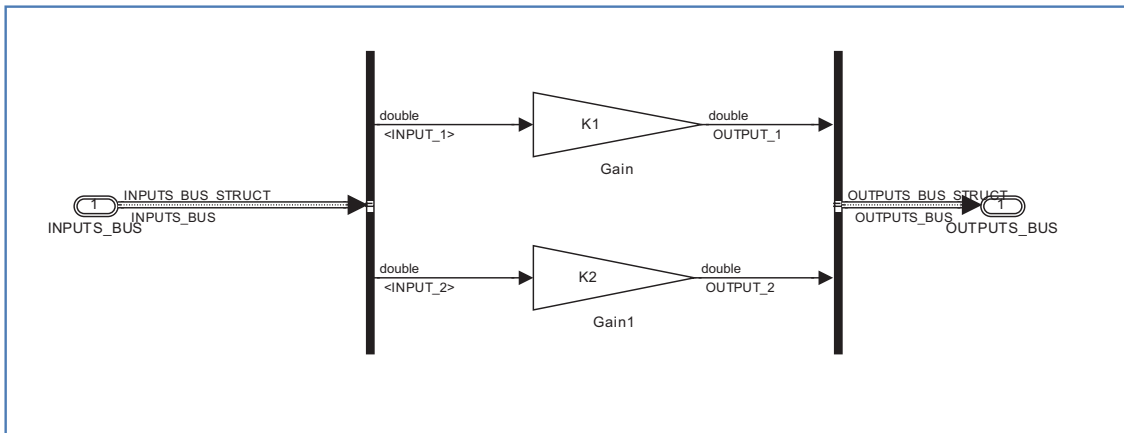 double
<INPUT_1>
K1
Gain
double
OUTPUT_1
1
INPUTS_BUS
INPUTS_BUS_STRUCT
INPUTS_BUS
OUTPUTS_BUS_STRUCT
OUTPUTS_BUS
1
OUTPUTS_BUS
double
<INPUT_2>
K2
Gain1
double
OUTPUT_2